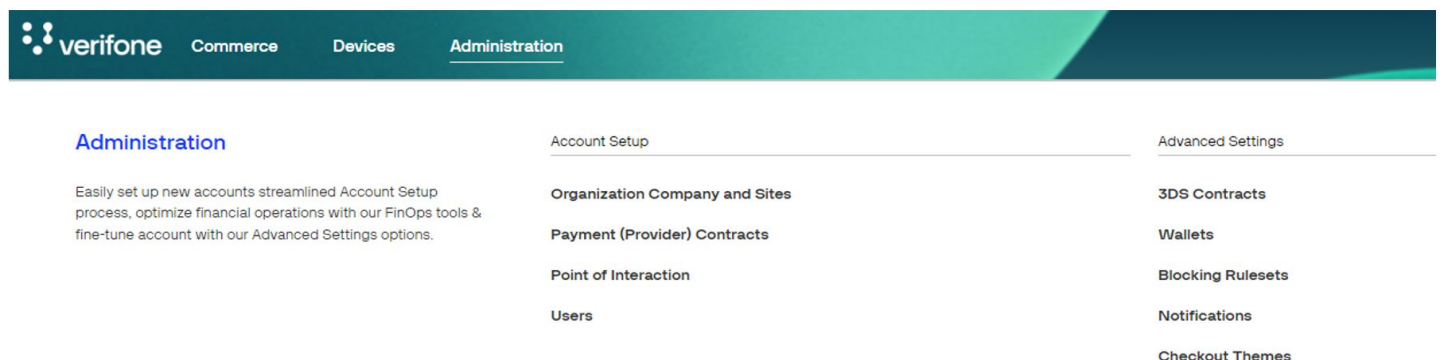 verifone Commerce Devices Administration
Administration
Easily set up new accounts streamlined Account Setup
process, optimize financial operations with our FinOps tools &
fine-tune account with our Advanced Settings options.
Account Setup
Organization Company and Sites
Payment (Provider) Contracts
Point of Interaction
Users
Advanced Settings
3DS Contracts
Wallets
Blocking Rulesets
Notifications
Checkout Themes